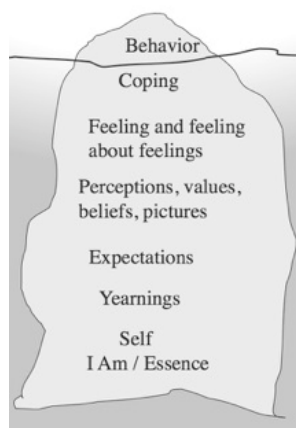 Behavior
Coping
Feeling and feeling
about feelings
Perceptions, values,
beliefs, pictures
Expectations
Yearnings
Self
I Am / Essence